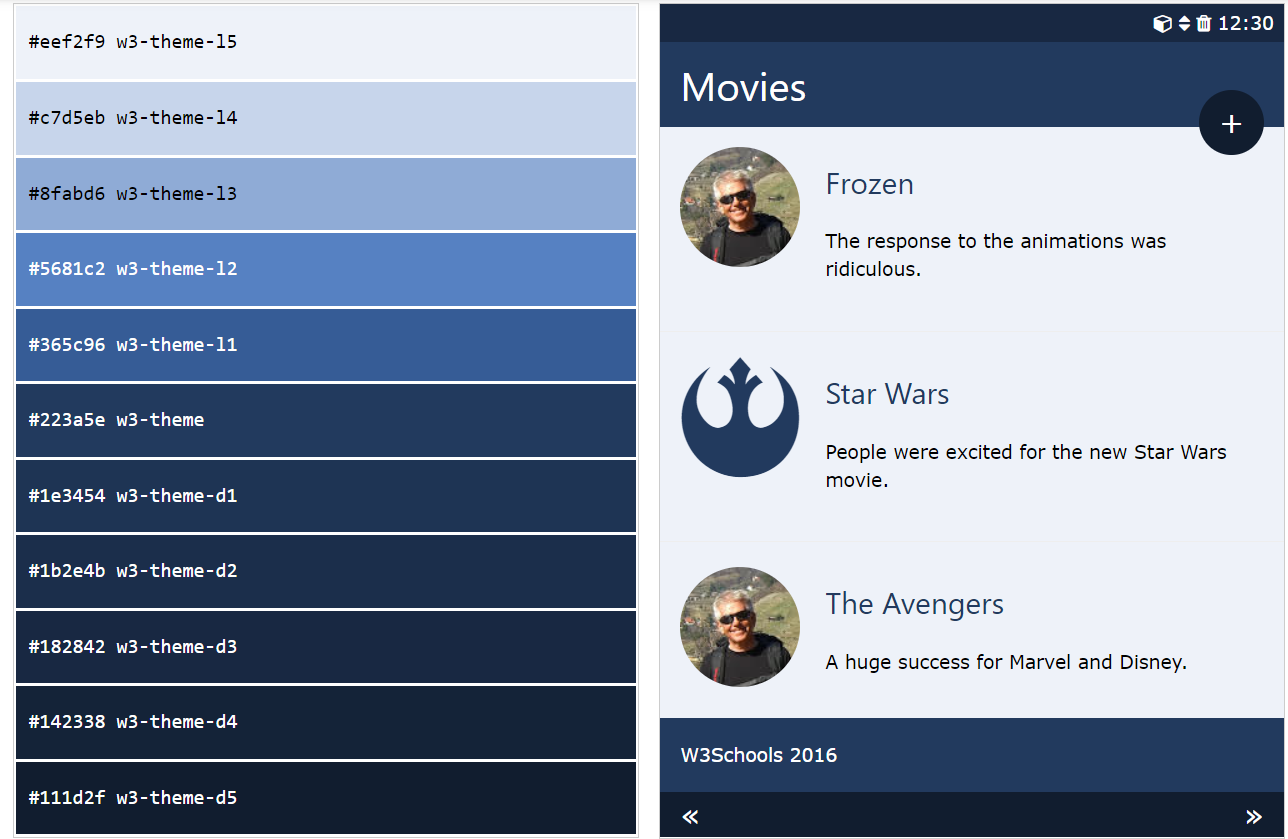 #eef2f9 w3-theme-l5
#c7d5eb w3-theme-l4
#8fabd6 w3-theme-l3
#5681c2 w3-theme-l2
#365c96 w3-theme-l1
#223a5e w3-theme
#1e3454 w3-theme-d1
#1b2e4b w3-theme-d2
#182842 w3-theme-d3
#142338 w3-theme-d4
#111d2f w3-theme-d5
12:30
Movies
+
Frozen
The response to the animations was
ridiculous.
Star Wars
People were excited for the new Star Wars
movie.
The Avengers
A huge success for Marvel and Disney.
W3Schools 2016
« »